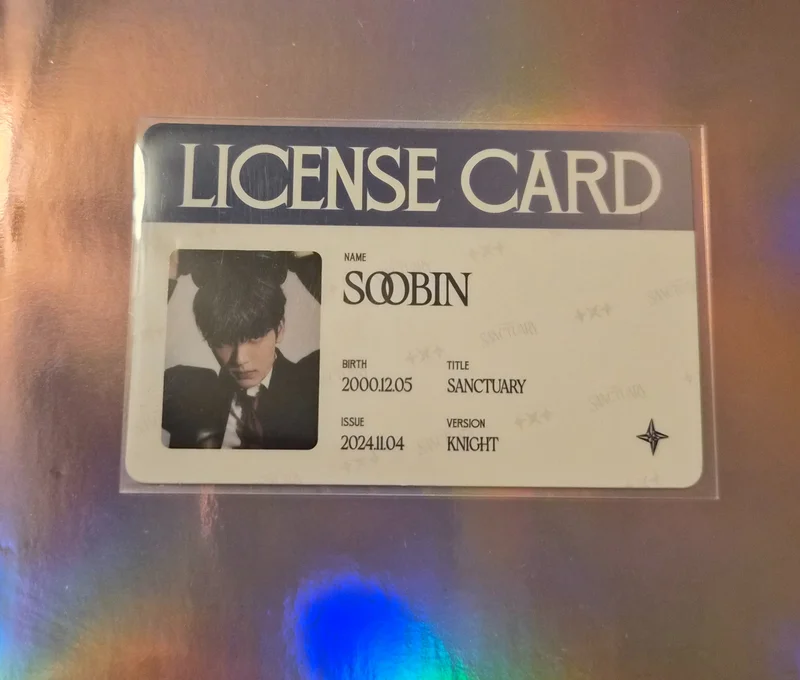 LICENSE CARD
NAME
SOOBIN
BIRTH
2000.12.05
TITLE
SANCTUARY
ISSUE
2024.11.04
VERSION
KNIGHT